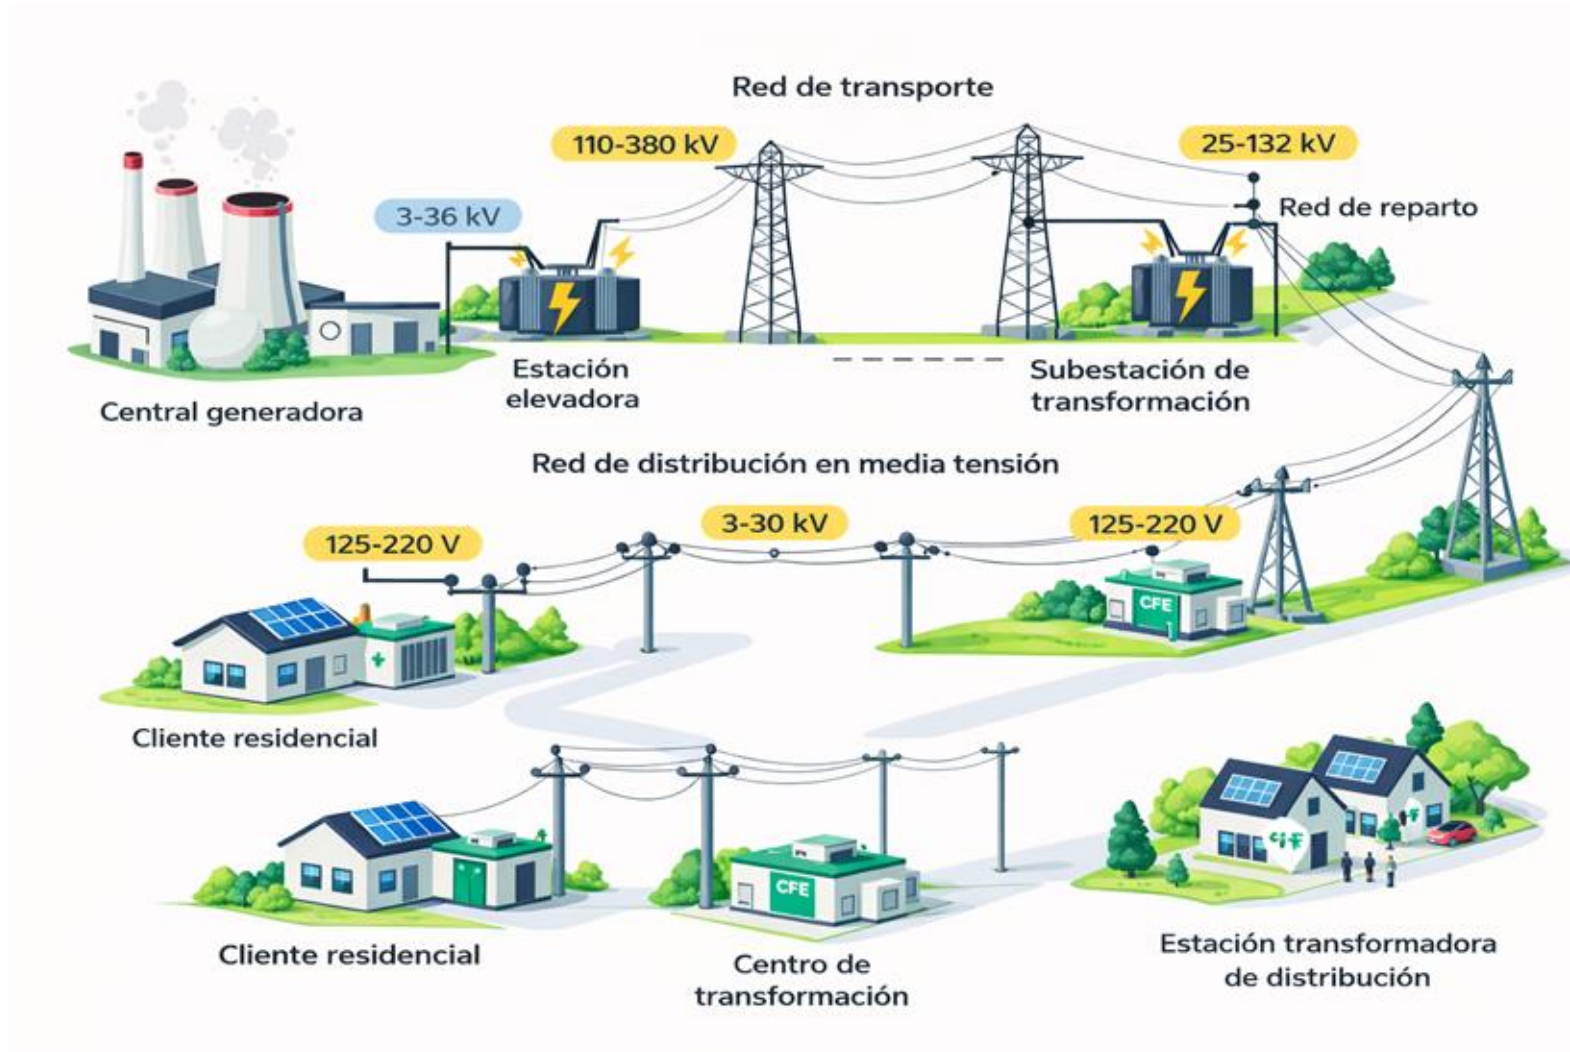 Red de transporte
110-380 kV
25-132 kV
3-36 kV
Red de reparto
Estación
elevadora
Subestación de
transformación
Central generadora
Red de distribución en media tensión
3-30 kV
125-220 V
125-220 V
CFE
Cliente residencial
CFE
Cliente residencial
Centro de
transformación
Estación transformadora
de distribución